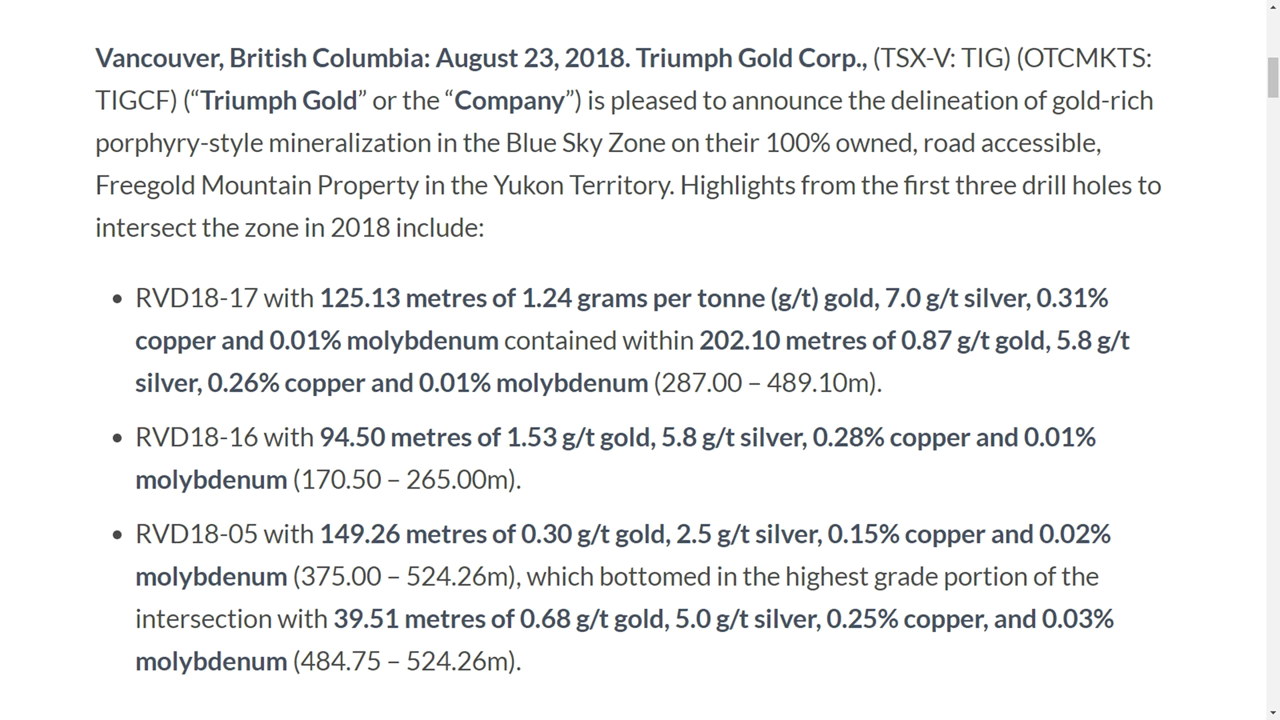 Vancouver, British Columbia: August 23, 2018. Triumph Gold Corp., (TSX-V: TIG) (OTCMKTS:
TIGCF) (“Triumph Gold” or the “Company”) is pleased to announce the delineation of gold-rich
porphyry-style mineralization in the Blue Sky Zone on their 100% owned, road accessible,
Freegold Mountain Property in the Yukon Territory. Highlights from the first three drill holes to
intersect the zone in 2018 include:
• RVD18-17 with 125.13 metres of 1.24 grams per tonne (g/t) gold, 7.0 g/t silver, 0.31%
copper and 0.01% molybdenum contained within 202.10 metres of 0.87 g/t gold, 5.8 g/t
silver, 0.26% copper and 0.01% molybdenum (287.00 – 489.10m).
• RVD18-16 with 94.50 metres of 1.53 g/t gold, 5.8 g/t silver, 0.28% copper and 0.01%
molybdenum (170.50 – 265.00m).
• RVD18-05 with 149.26 metres of 0.30 g/t gold, 2.5 g/t silver, 0.15% copper and 0.02%
molybdenum (375.00 – 524.26m), which bottomed in the highest grade portion of the
intersection with 39.51 metres of 0.68 g/t gold, 5.0 g/t silver, 0.25% copper, and 0.03%
molybdenum (484.75 – 524.26m).